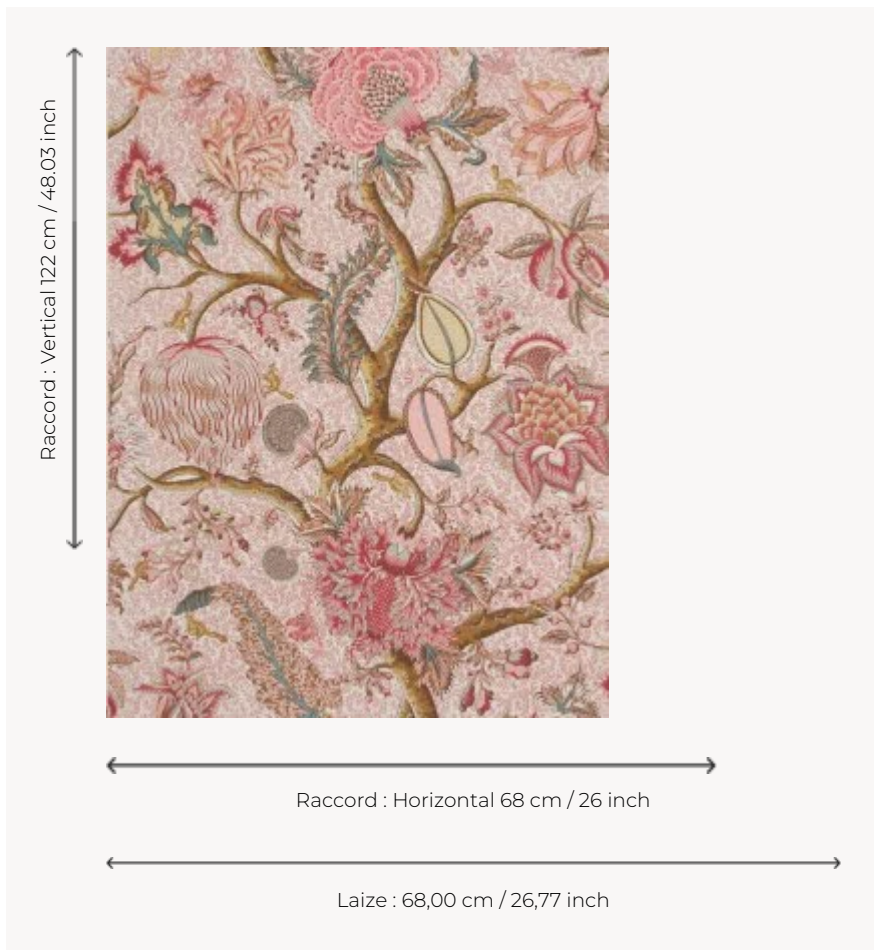 Raccord : Vertical 122 cm / 48.03 inch
Raccord : Horizontal 68 cm / 26 inch
Laize : 68,00 cm / 26,77 inch